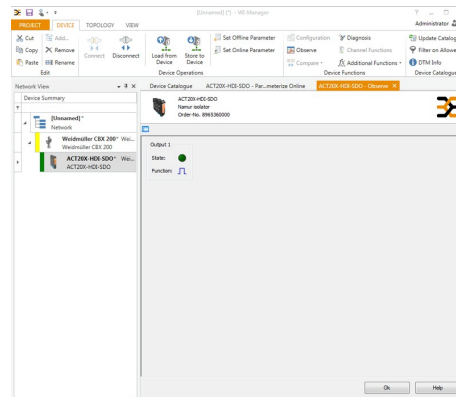 [Unnamed] (*) - WI-Manager
PROJECT DEVICE TOPOLOGY VIEW Administrator
Cut Add... Set Offline Parameter Configuration Diagnosis Update Catalog
Copy Remove Connect Disconnect Load from Device Store to Device Set Online Parameter Observe Channel Functions Filter on Allowe
Paste Rename Compare Additional Functions DTM Info
Edit Device Operations Device Functions Device Catalogue
Network View Device Catalogue ACT20X-HDI-SDO - Par...meterize Online ACT20X-HDI-SDO - Observe
Device Summary
ACT20X-HDI-SDO
Namur isolator
Order-No. 8965360000
[Unnamed]*
Network
Weidmüller CBX 200* Wei...
Weidmüller CBX 200
ACT20X-HDI-SDO* Wei...
ACT20X-HDI-SDO
Output 1
State:
Function:
Ok Help